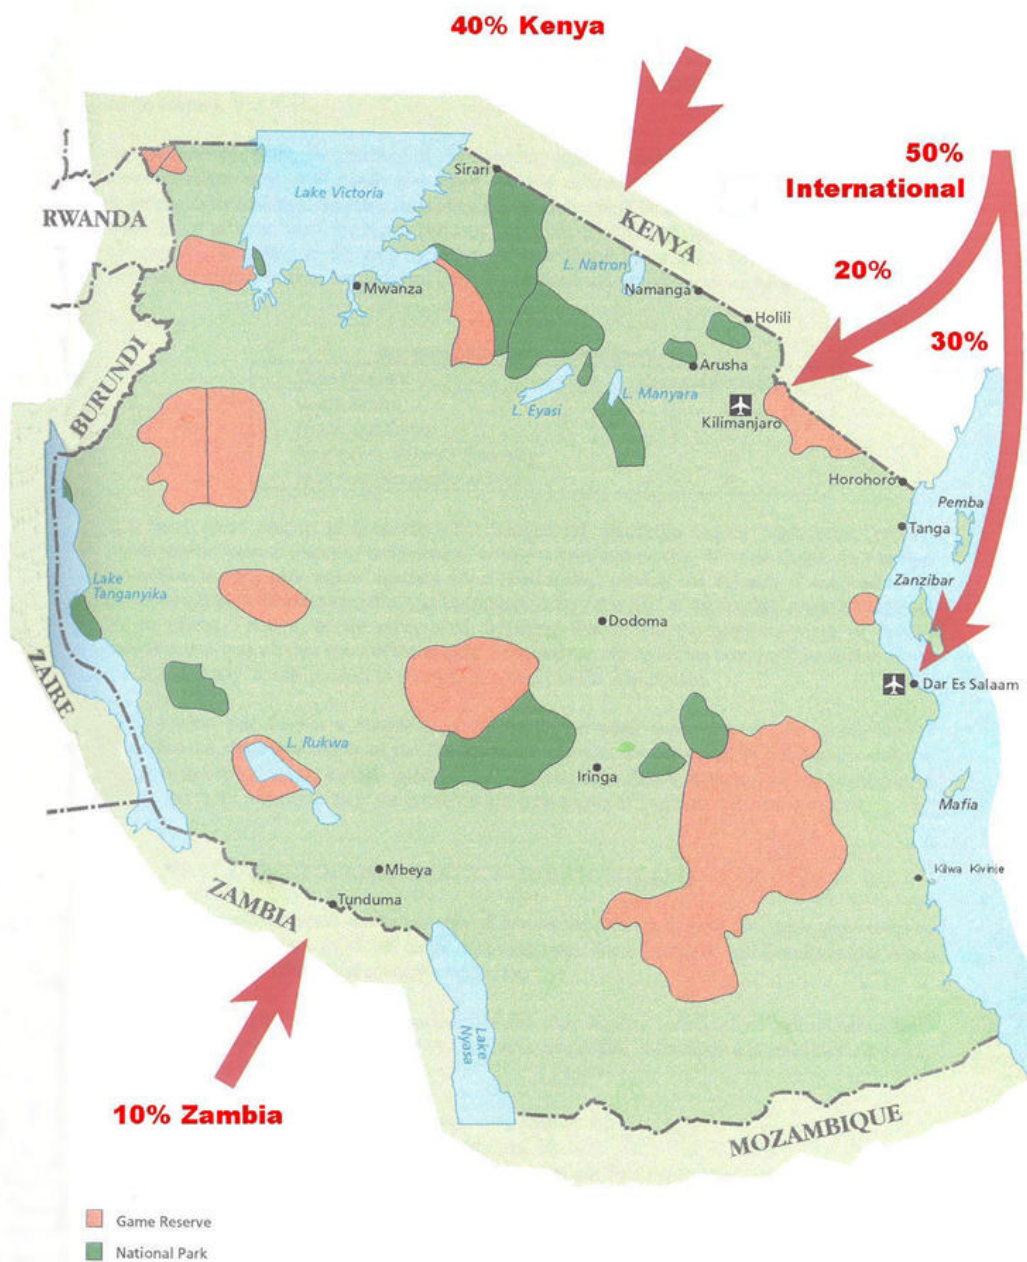 40% Kenya
50%
International
20%
30%
Sirari
Lake Victoria
RWANDA
KENYA
L. Natron
Namanga
Mwanza
Holili
BURUNDI
Arusha
L. Eyasi
L. Manyara
Kilimanjaro
Horohoro
Pemba
Tanga
Lake
Tanganyika
Zanzibar
Dodoma
ZAIRE
Dar Es Salaam
L. Rukwa
Iringa
Mafia
Mbeya
Kilwa Kivinje
ZAMBIA
Tunduma
Lake
Nyasa
10% Zambia
MOZAMBIQUE
Game Reserve
National Park